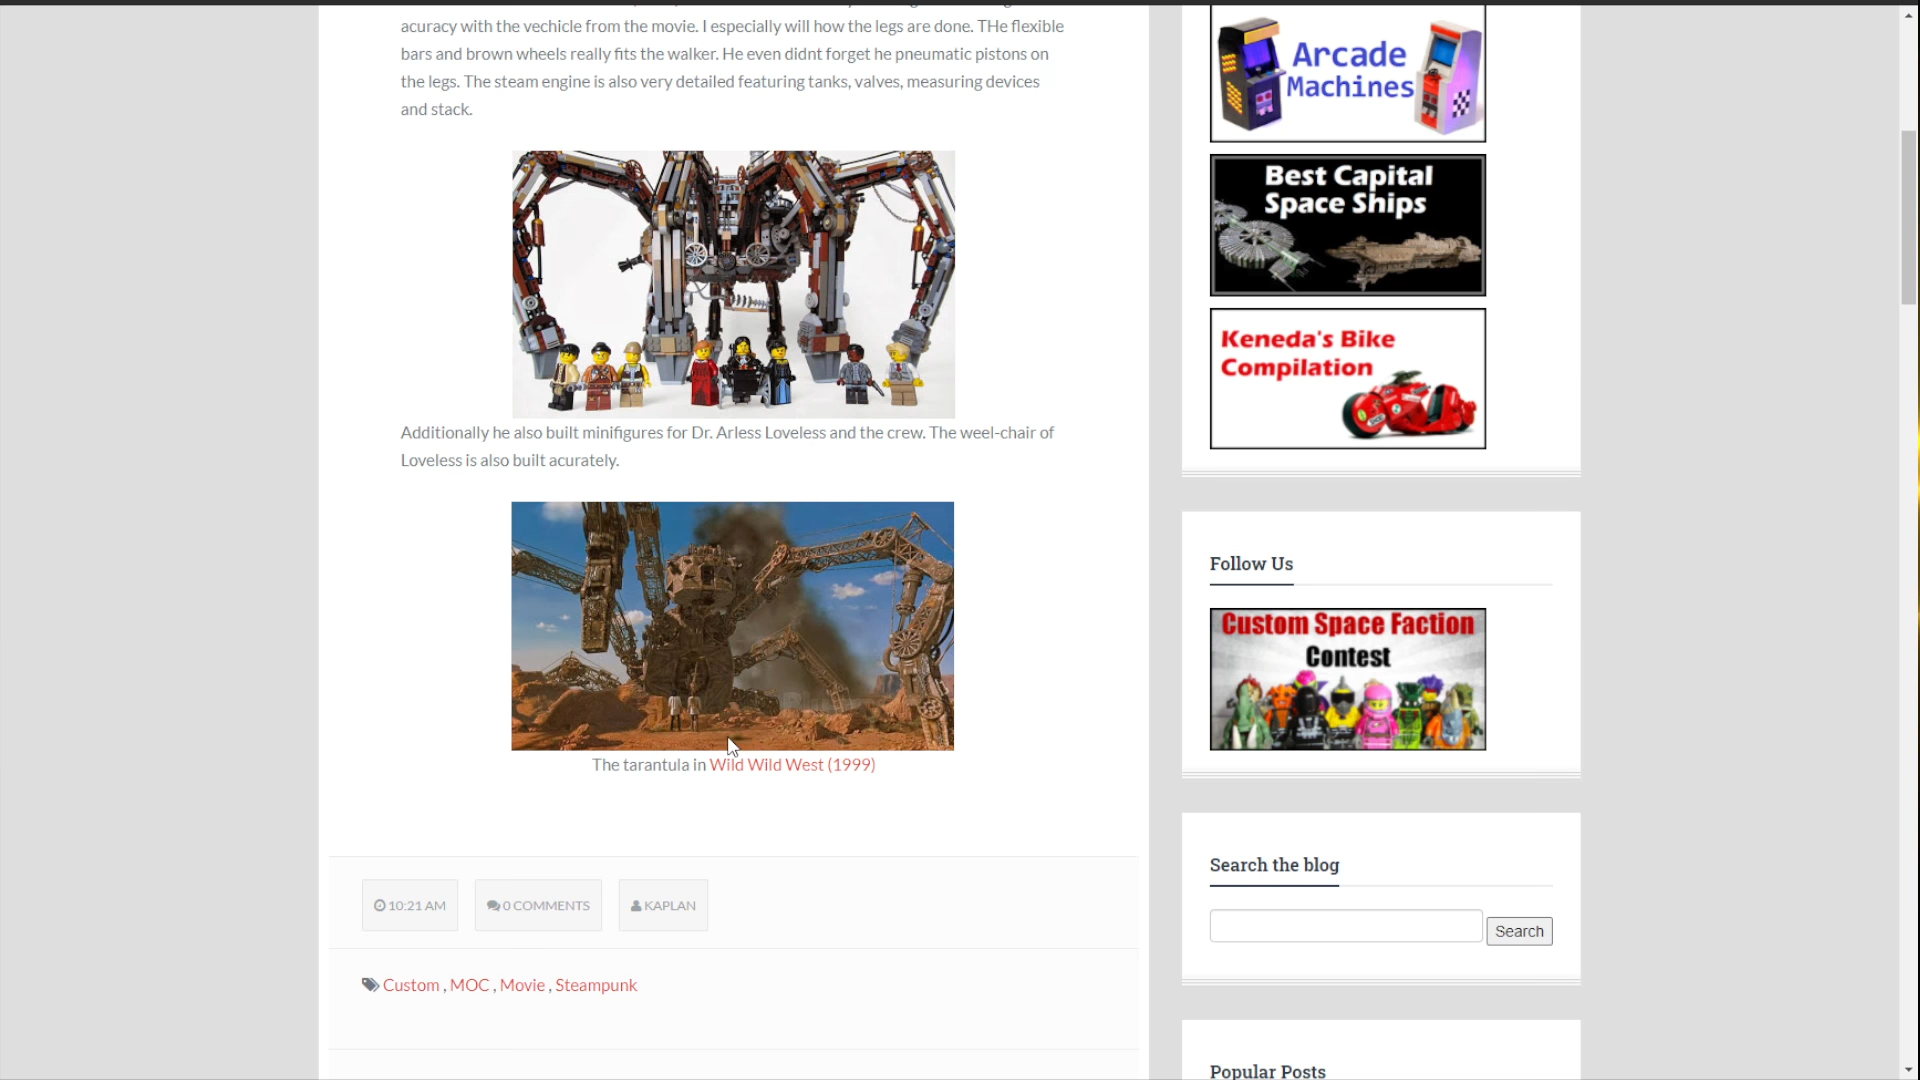 acuracy with the vechicle from the movie. I especially will how the legs are done. THe flexible
bars and brown wheels really fits the walker. He even didnt forget he pneumatic pistons on
the legs. The steam engine is also very detailed featuring tanks, valves, measuring devices
and stack.
Additionally he also built minifigures for Dr. Arless Loveless and the crew. The weel-chair of
Loveless is also built acurately.
The tarantula in Wild Wild West (1999)
10:21 AM
0 COMMENTS
KAPLAN
Custom , MOC , Movie , Steampunk
Arcade
Machines
Best Capital
Space Ships
Keneda's Bike
Compilation
Follow Us
Custom Space Faction
Contest
Search the blog
Search
Popular Posts